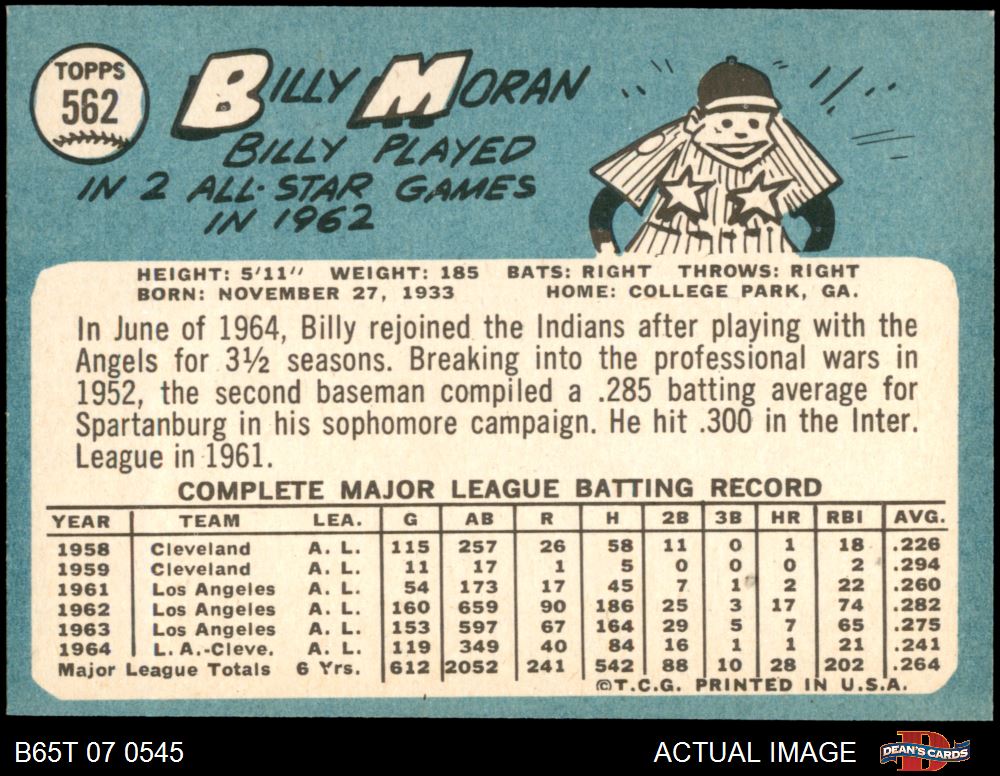 TOPPS
562
BILLY MORAN
BILLY PLAYED
IN 2 ALL-STAR GAMES
IN 1962
HEIGHT: 5'11" WEIGHT: 185 BATS: RIGHT THROWS: RIGHT
BORN: NOVEMBER 27, 1933 HOME: COLLEGE PARK, GA.
In June of 1964, Billy rejoined the Indians after playing with the
Angels for 3½ seasons. Breaking into the professional wars in
1952, the second baseman compiled a .285 batting average for
Spartanburg in his sophomore campaign. He hit .300 in the Inter.
League in 1961.
COMPLETE MAJOR LEAGUE BATTING RECORD
YEAR TEAM LEA. G AB R H 2B 3B HR RBI AVG.
1958 Cleveland A. L. 115 257 26 58 11 0 1 18 .226
1959 Cleveland A. L. 11 17 1 5 0 0 0 2 .294
1961 Los Angeles A. L. 54 173 17 45 7 1 2 22 .260
1962 Los Angeles A. L. 160 659 90 186 25 3 17 74 .282
1963 Los Angeles A. L. 153 597 67 164 29 5 7 65 .275
1964 L. A.-Cleve. A. L. 119 349 40 84 16 1 1 21 .241
Major League Totals 6 Yrs. 612 2052 241 542 88 10 28 202 .264
©T.C.G. PRINTED IN U.S.A.
B65T 07 0545 ACTUAL IMAGE DEAN'S CARDS